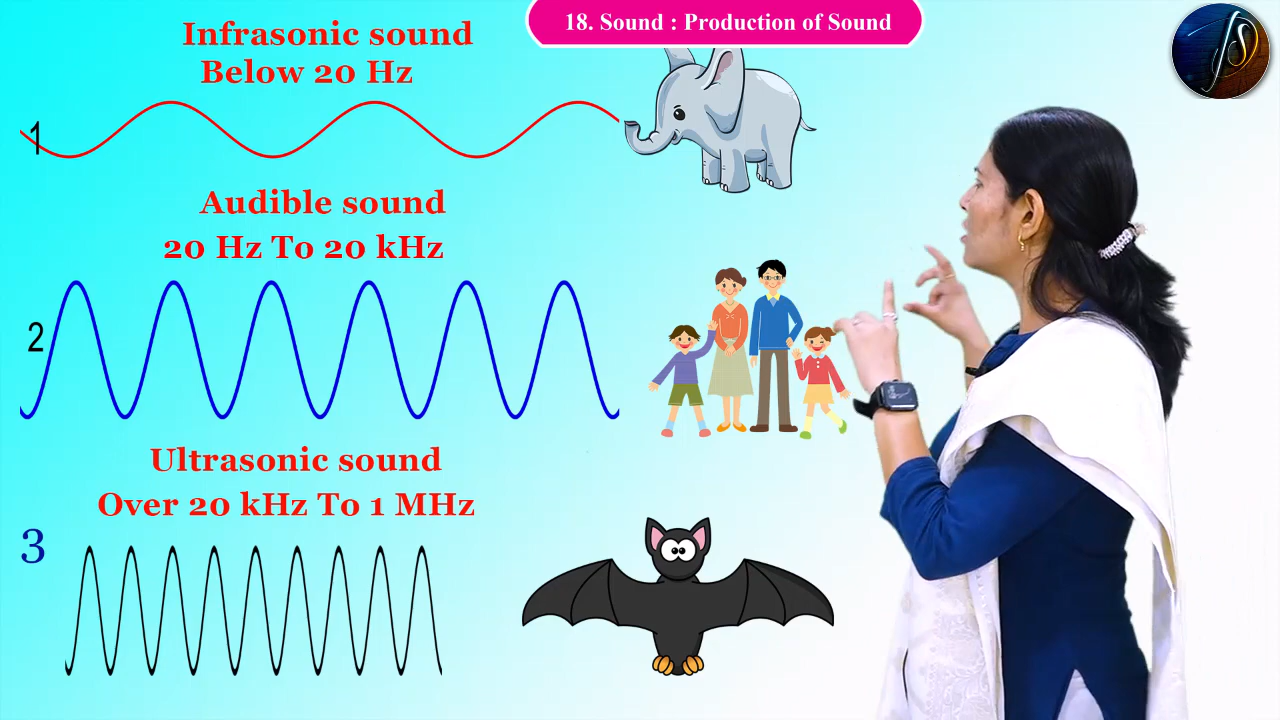 18. Sound : Production of Sound
Infrasonic sound
Below 20 Hz
1
Audible sound
20 Hz To 20 kHz
2
Ultrasonic sound
Over 20 kHz To 1 MHz
3